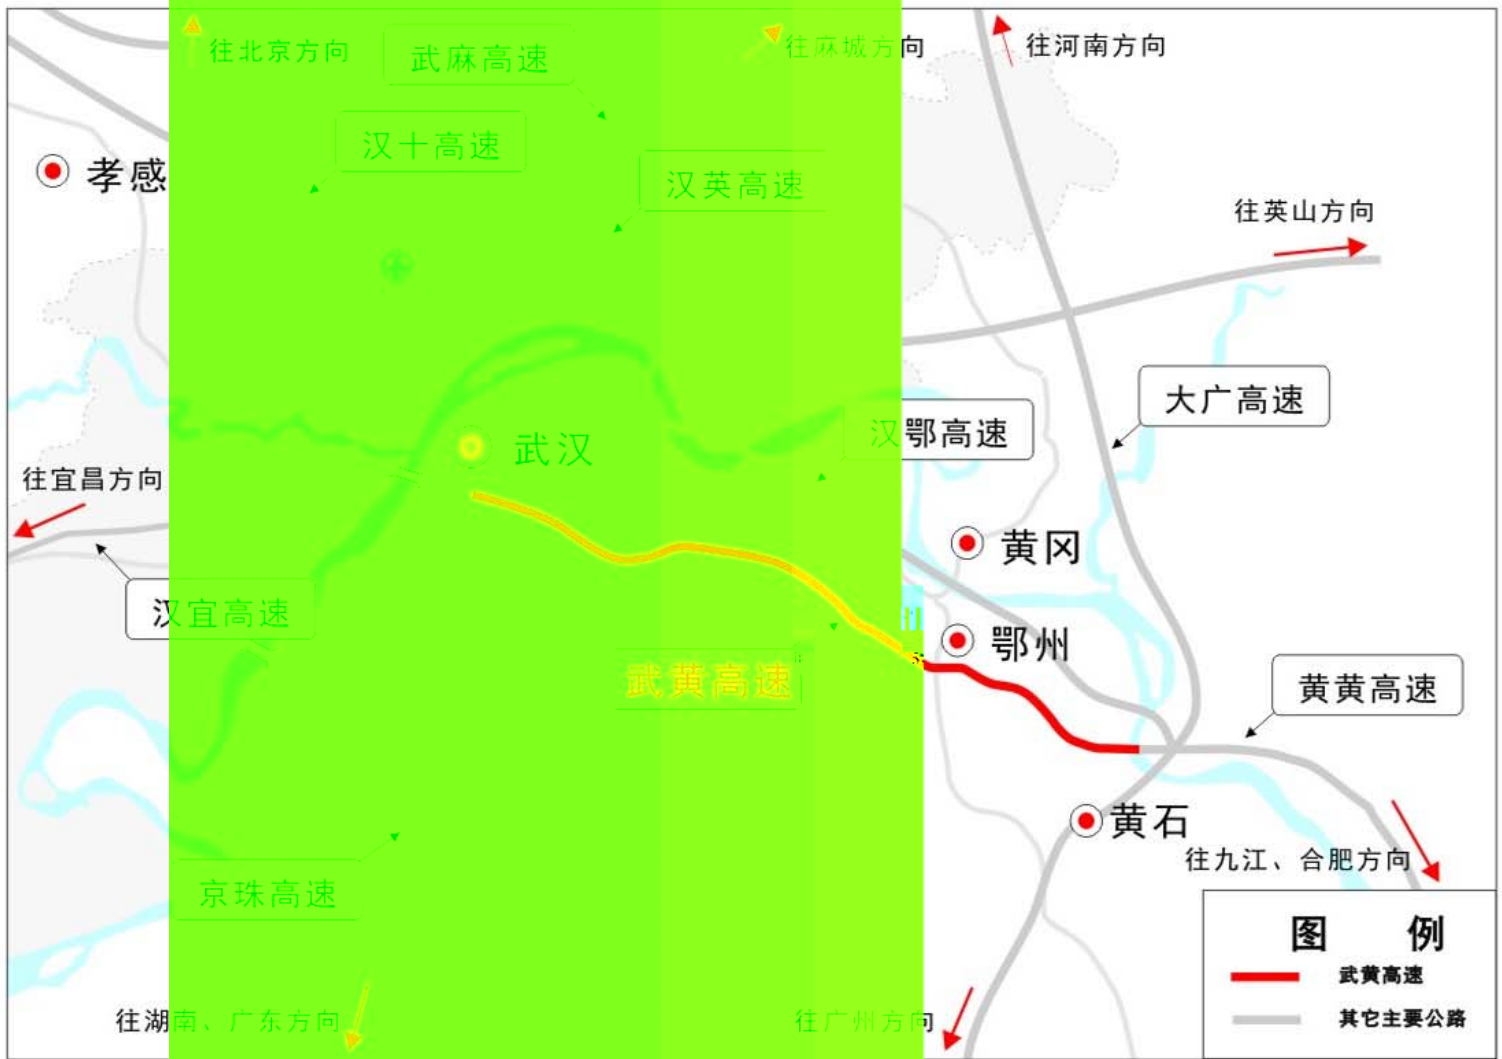 往北京方向
武麻高速
往麻城方向
往河南方向
汉十高速
孝感
汉英高速
往英山方向
大广高速
汉鄂高速
武汉
往宜昌方向
黄冈
汉宜高速
鄂州
武黄高速
黄黄高速
黄石
往九江、合肥方向
京珠高速
图 例
武黄高速
其它主要公路
往湖南、广东方向
往广州方向